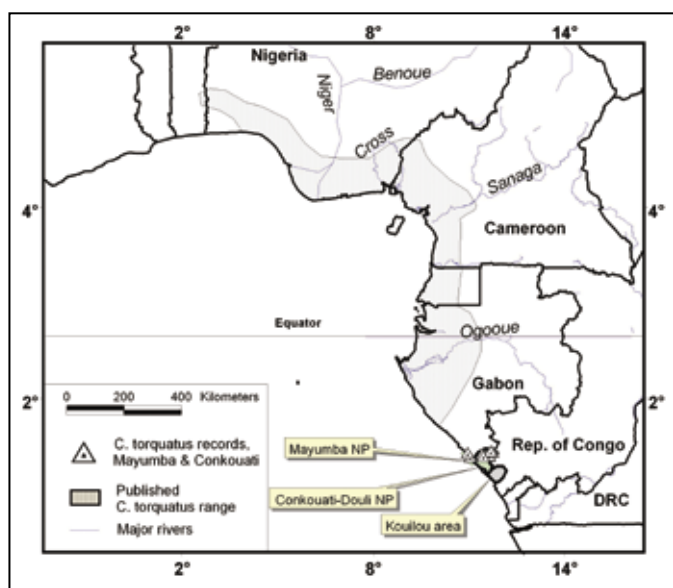 2° 8° 14°
Nigeria
Benoue
Niger
Cross
Sanaga
4° 4°
Cameroon
Equator
Ogooue
0 200 400 Kilometers
Gabon
2° 2°
C. torquatus records,
Mayumba & Conkouati
Mayumba NP
Rep. of Congo
Published
C. torquatus range
Conkouati-Douli NP
DRC
Major rivers
Kouilou area
2° 8° 14°